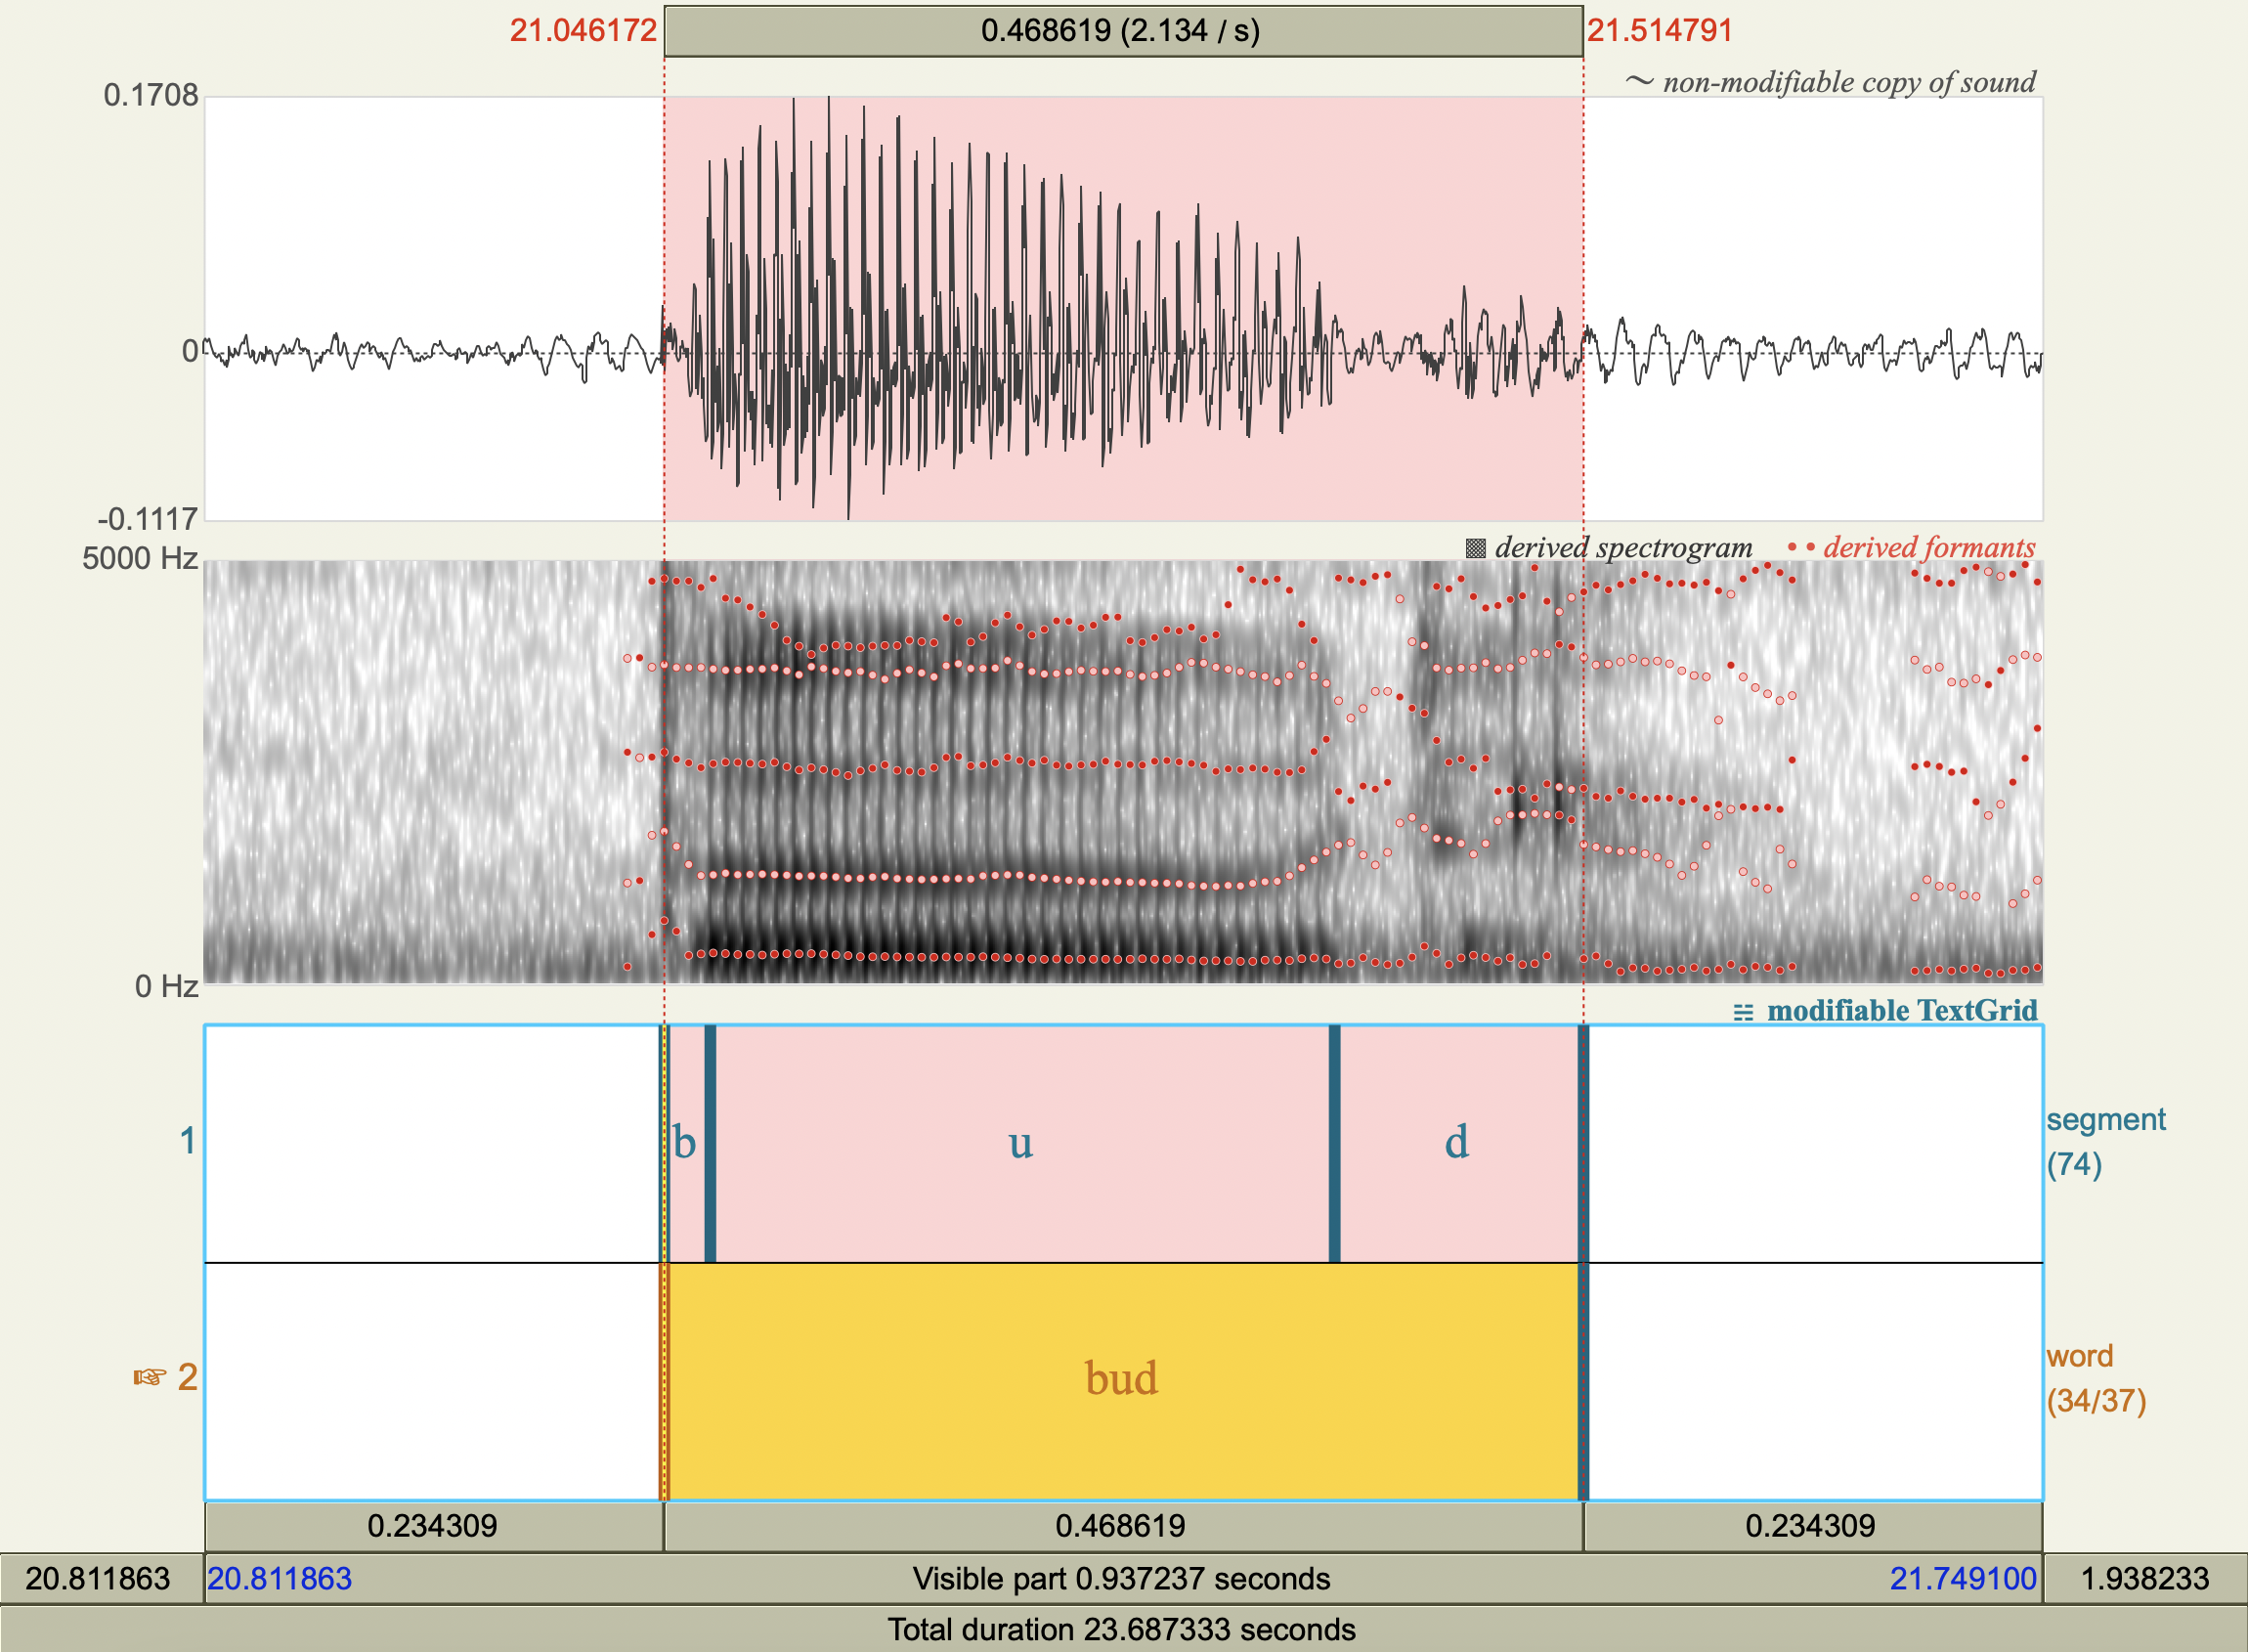 21.046172 0.468619 (2.134 / s) 21.514791
~ non-modifiable copy of sound
0.1708
0
-0.1117
derived spectrogram derived formants
5000 Hz
0 Hz
modifiable TextGrid
1 b u d segment
(74)
☞ 2 bud word
(34/37)
0.234309 0.468619 0.234309
20.811863 20.811863 Visible part 0.937237 seconds 21.749100 1.938233
Total duration 23.687333 seconds